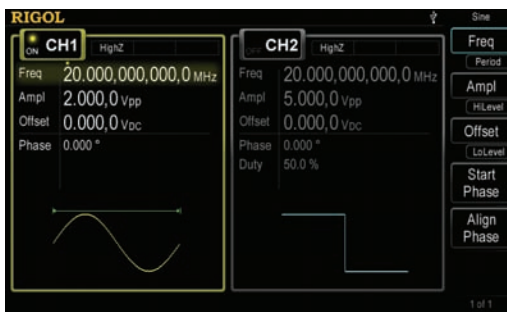 RIGOL
Sine
ON CH1 HighZ
Freq 20.000,000,000,0 MHz
Ampl 2.000,0 Vpp
Offset 0.000,0 VDC
Phase 0.000 °
OFF CH2 HighZ
Freq 20.000,000,000,0 MHz
Ampl 5.000,0 Vpp
Offset 0.000,0 VDC
Phase 0.000 °
Duty 50.0 %
Freq
Period
Ampl
HiLevel
Offset
LoLevel
Start
Phase
Align
Phase
1 of 1